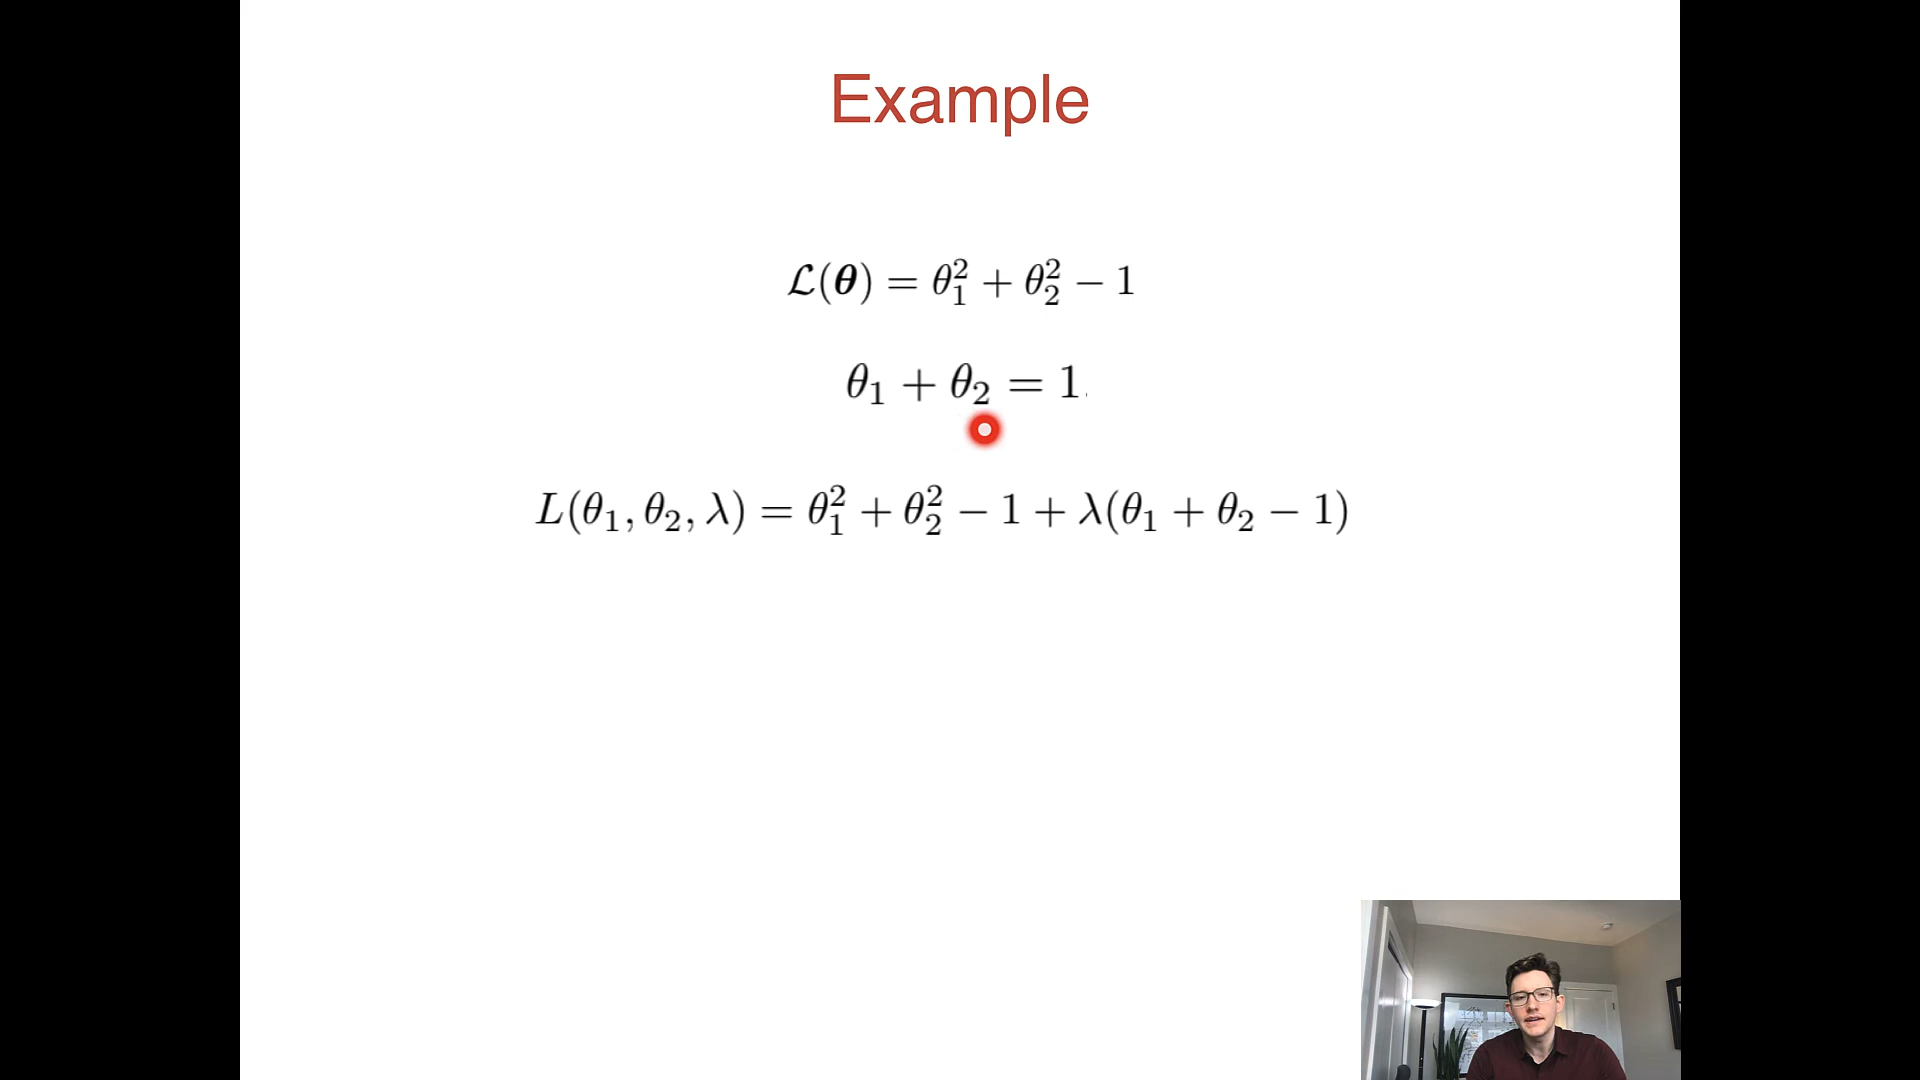 Example
𝓛(𝜽) = θ₁² + θ₂² − 1
θ₁ + θ₂ = 1.
L(θ₁, θ₂, λ) = θ₁² + θ₂² − 1 + λ(θ₁ + θ₂ − 1)